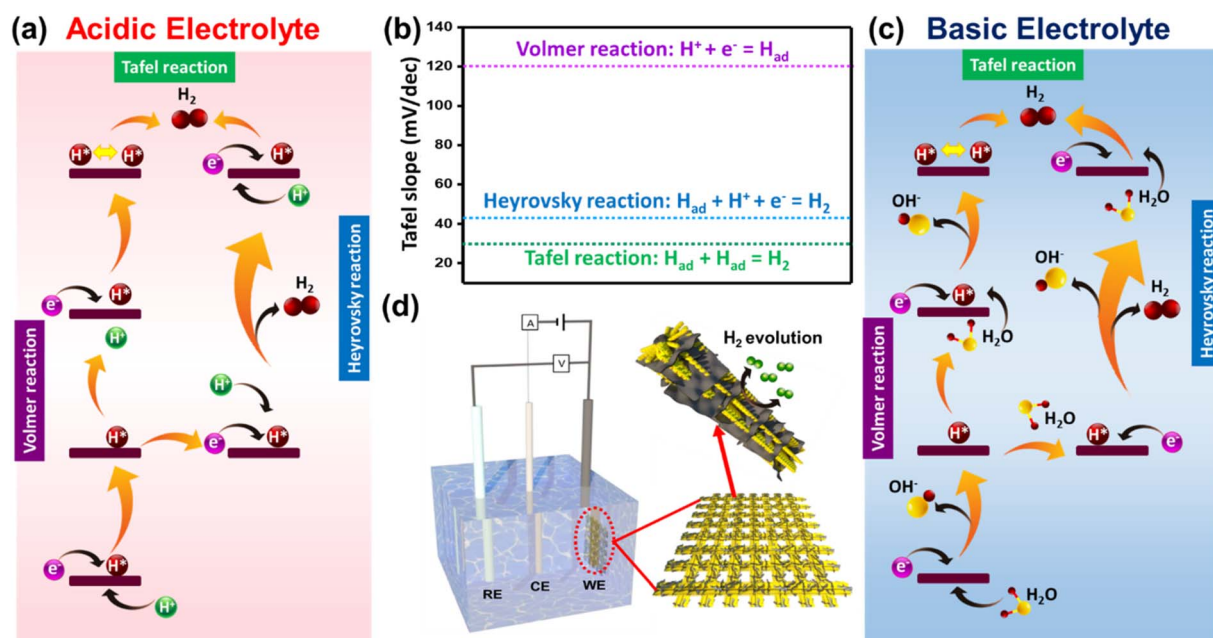 (a) Acidic Electrolyte
Tafel reaction
H₂
H* H*
H*
e⁻
H⁺
H*
e⁻
H⁺
H₂
Volmer reaction
Heyrovsky reaction
H⁺
H*
e⁻
H*
H*
e⁻
H⁺
(b)
Tafel slope (mV/dec)
140
120
100
80
60
40
20
Volmer reaction: H⁺ + e⁻ = Had
Heyrovsky reaction: Had + H⁺ + e⁻ = H₂
Tafel reaction: Had + Had = H₂
(c) Basic Electrolyte
Tafel reaction
H₂
H* H*
e⁻
H₂O
OH⁻
OH⁻
e⁻
H*
H₂O
H₂
Volmer reaction
Heyrovsky reaction
H*
H₂O
H*
e⁻
OH⁻
e⁻
H₂O
(d)
A
V
RE
CE
WE
H₂ evolution